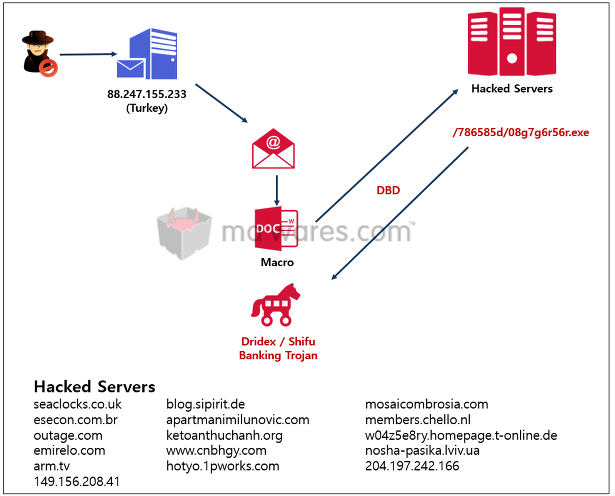 88.247.155.233
(Turkey)
Hacked Servers
/786585d/08g7g6r56r.exe
@
DBD
DOC
W
malwares.com™
Macro
Dridex / Shifu
Banking Trojan
Hacked Servers
seaclocks.co.uk
esecon.com.br
outage.com
emirelo.com
arm.tv
149.156.208.41
blog.sipirit.de
apartmanimilunovic.com
ketoanthuchanh.org
www.cnbhgy.com
hotyo.1pworks.com
mosaicombrosia.com
members.chello.nl
w04z5e8ry.homepage.t-online.de
nosha-pasika.lviv.ua
204.197.242.166